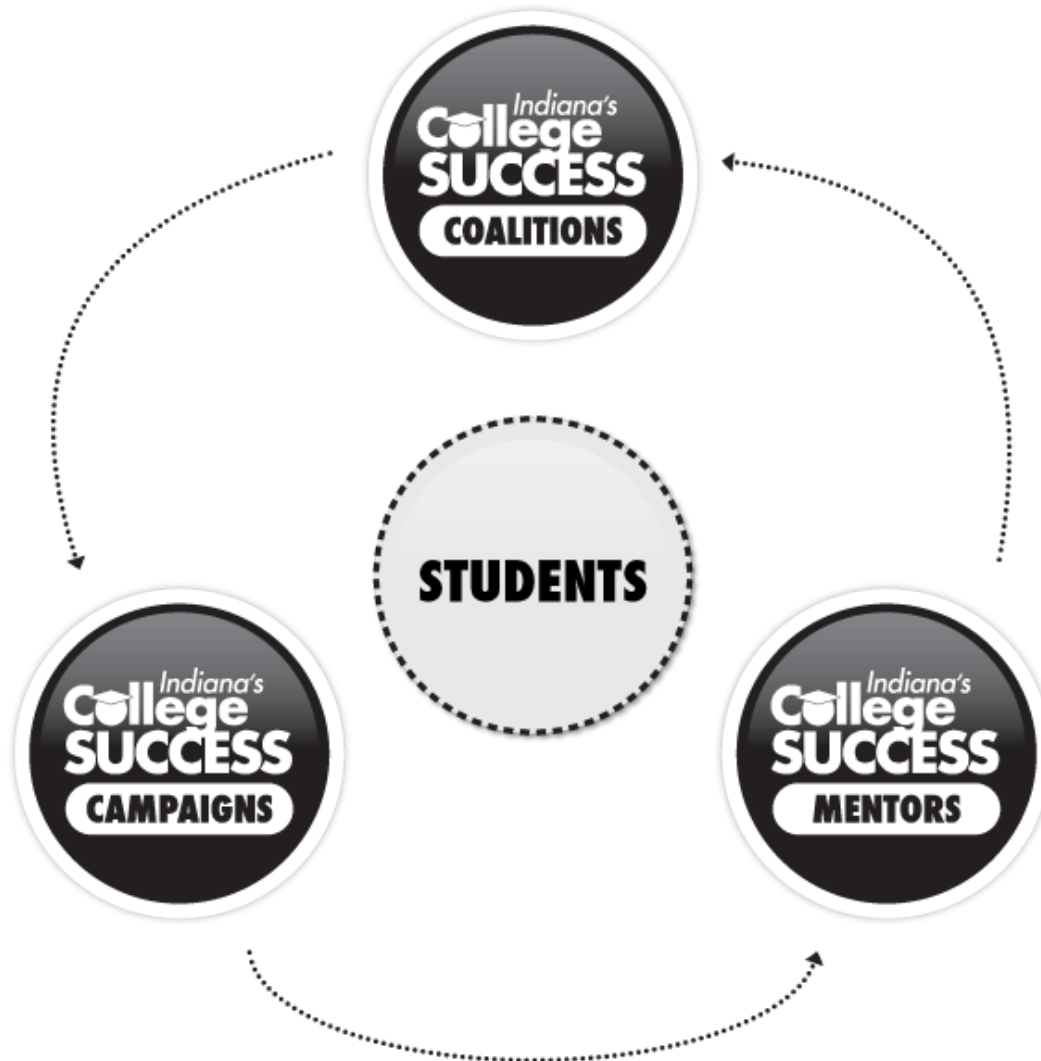 Indiana's
College
SUCCESS
COALITIONS
STUDENTS
Indiana's
College
SUCCESS
CAMPAIGNS
Indiana's
College
SUCCESS
MENTORS